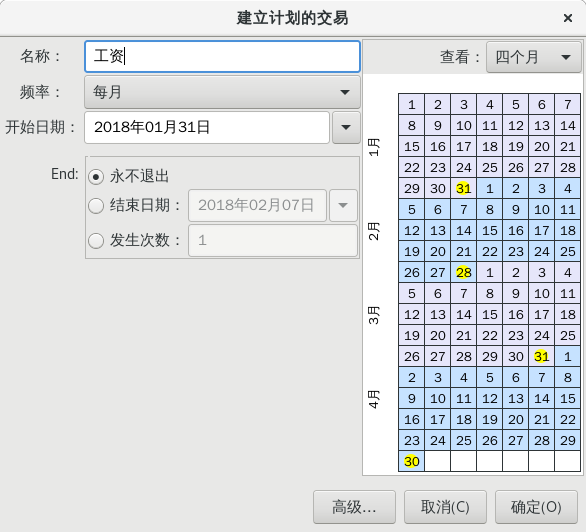 建立计划的交易
×
名称：
工资
频率：
每月
开始日期：
2018年01月31日
End:
永不退出
结束日期：
2018年02月07日
发生次数：
1
查看：
四个月
1月
2月
3月
4月
1 2 3 4 5 6 7
8 9 10 11 12 13 14
15 16 17 18 19 20 21
22 23 24 25 26 27 28
29 30 31 1 2 3 4
5 6 7 8 9 10 11
12 13 14 15 16 17 18
19 20 21 22 23 24 25
26 27 28 1 2 3 4
5 6 7 8 9 10 11
12 13 14 15 16 17 18
19 20 21 22 23 24 25
26 27 28 29 30 31 1
2 3 4 5 6 7 8
9 10 11 12 13 14 15
16 17 18 19 20 21 22
23 24 25 26 27 28 29
30
高级...
取消(C)
确定(O)